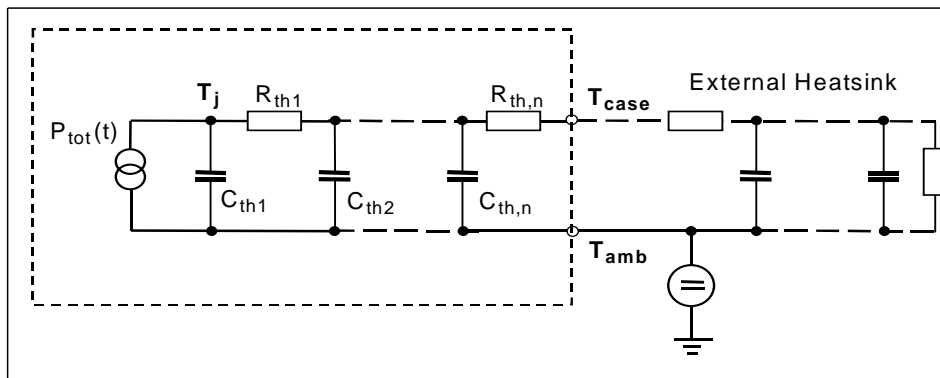 External Heatsink
T_j
R_th1
R_th,n
T_case
P_tot(t)
C_th1
C_th2
C_th,n
T_amb